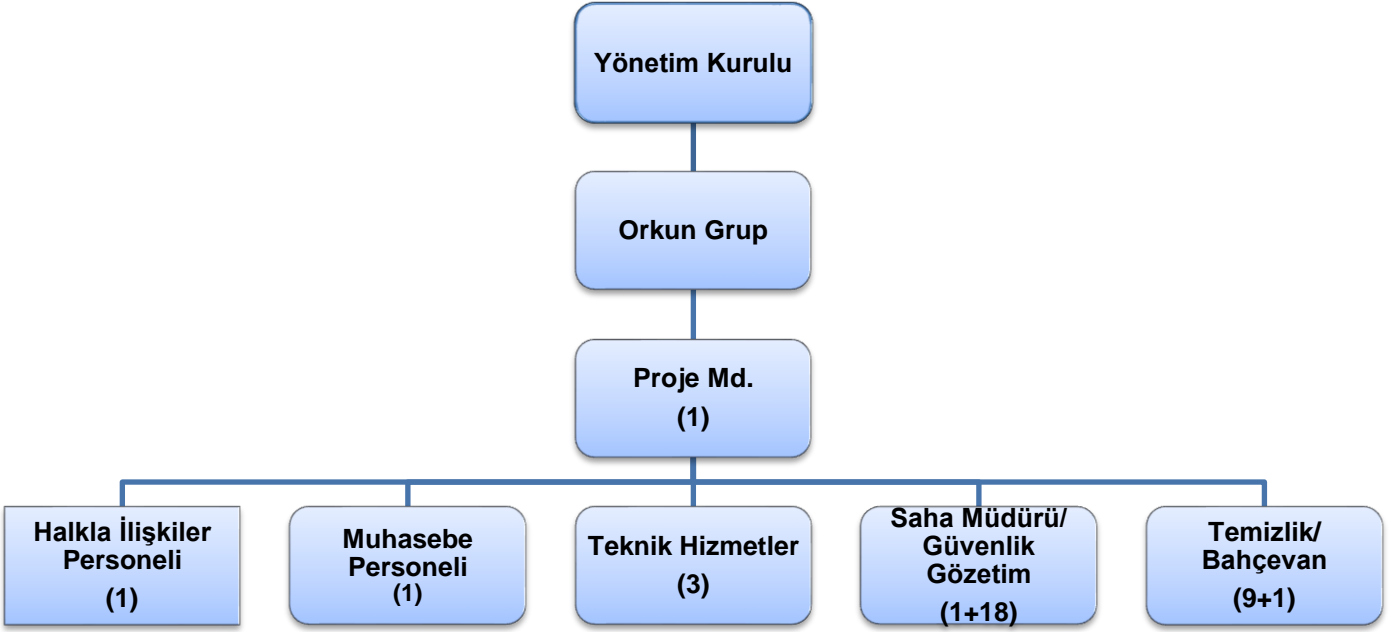 Yönetim Kurulu
Orkun Grup
Proje Md.
(1)
Halkla İlişkiler
Personeli
(1)
Muhasebe
Personeli
(1)
Teknik Hizmetler
(3)
Saha Müdürü/
Güvenlik
Gözetim
(1+18)
Temizlik/
Bahçevan
(9+1)